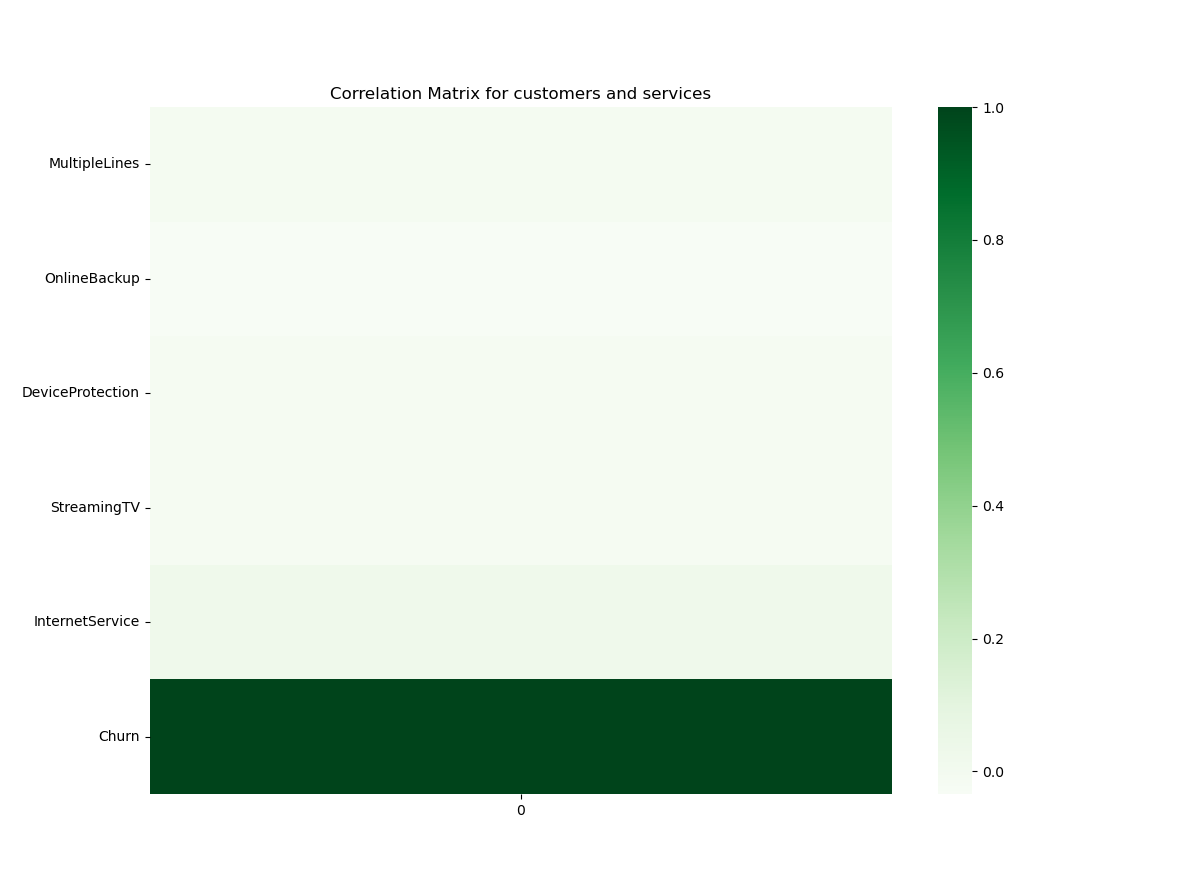 Correlation Matrix for customers and services
MultipleLines
OnlineBackup
DeviceProtection
StreamingTV
InternetService
Churn
0
1.0
0.8
0.6
0.4
0.2
0.0